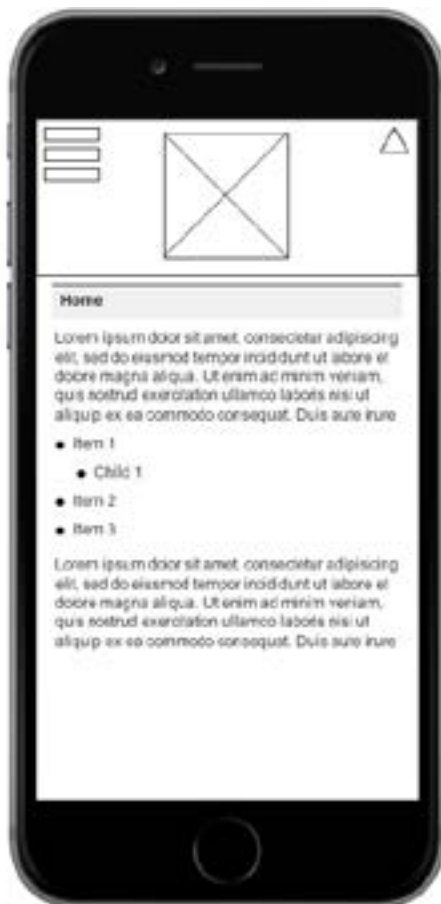 Home
Lorem ipsum dolor sit amet, consectetur adipiscing
elit, sed do eiusmod tempor incididunt ut labore et
dolore magna aliqua. Ut enim ad minim veniam,
quis nostrud exercitation ullamco laboris nisi ut
aliquip ex ea commodo consequat. Duis aute irure
Item 1
Child 1
Item 2
Item 3
Lorem ipsum dolor sit amet, consectetur adipiscing
elit, sed do eiusmod tempor incididunt ut labore et
dolore magna aliqua. Ut enim ad minim veniam,
quis nostrud exercitation ullamco laboris nisi ut
aliquip ex ea commodo consequat. Duis aute irure